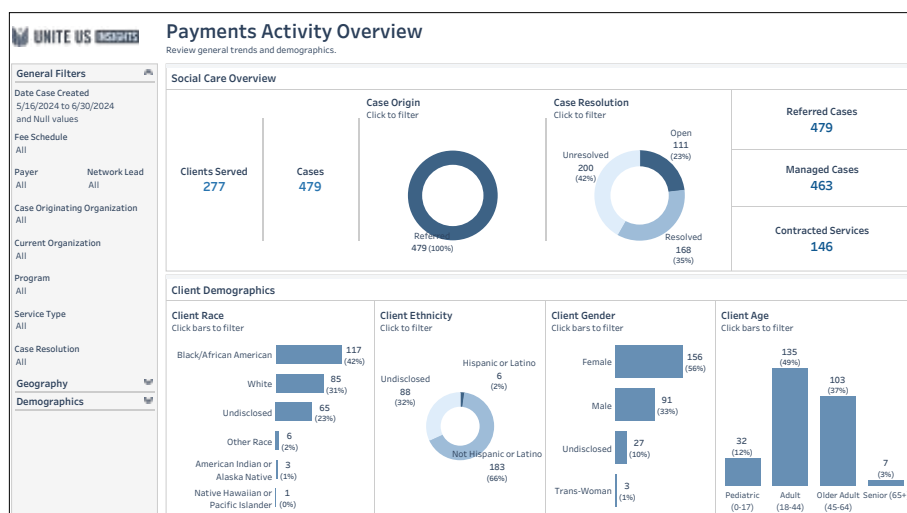 UNITE US INSIGHTS
Payments Activity Overview
Review general trends and demographics.
General Filters
Date Case Created
5/16/2024 to 6/30/2024
and Null values
Fee Schedule
All
Payer
All
Network Lead
All
Case Originating Organization
All
Current Organization
All
Program
All
Service Type
All
Case Resolution
All
Geography
Demographics
Social Care Overview
Clients Served
277
Cases
479
Case Origin
Click to filter
Referred
479 (100%)
Case Resolution
Click to filter
Open
111
(23%)
Unresolved
200
(42%)
Resolved
168
(35%)
Referred Cases
479
Managed Cases
463
Contracted Services
146
Client Demographics
Client Race
Click bars to filter
Black/African American
117
(42%)
White
85
(31%)
Undisclosed
65
(23%)
Other Race
6
(2%)
American Indian or
Alaska Native
3
(1%)
Native Hawaiian or
Pacific Islander
1
(0%)
Client Ethnicity
Click to filter
Hispanic or Latino
6
(2%)
Undisclosed
88
(32%)
Not Hispanic or Latino
183
(66%)
Client Gender
Click bars to filter
Female
156
(56%)
Male
91
(33%)
Undisclosed
27
(10%)
Trans-Woman
3
(1%)
Client Age
Click bars to filter
32
(12%)
135
(49%)
103
(37%)
7
(3%)
Pediatric
(0-17)
Adult
(18-44)
Older Adult
(45-64)
Senior (65+